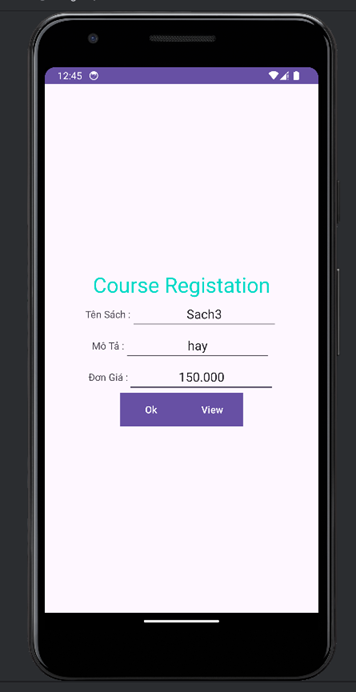 12:45
Course Registation
Tên Sách : Sach3
Mô Tả : hay
Đơn Giá : 150.000
Ok View